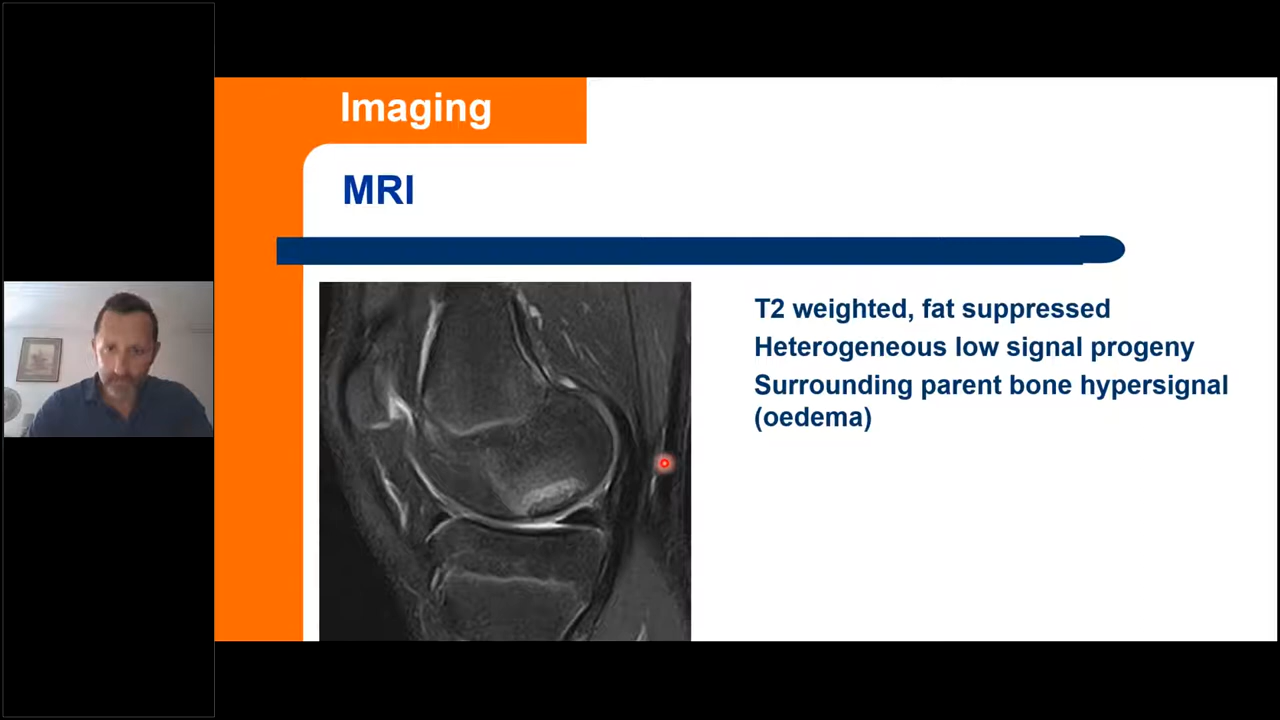 Imaging
MRI
T2 weighted, fat suppressed
Heterogeneous low signal progeny
Surrounding parent bone hypersignal
(oedema)